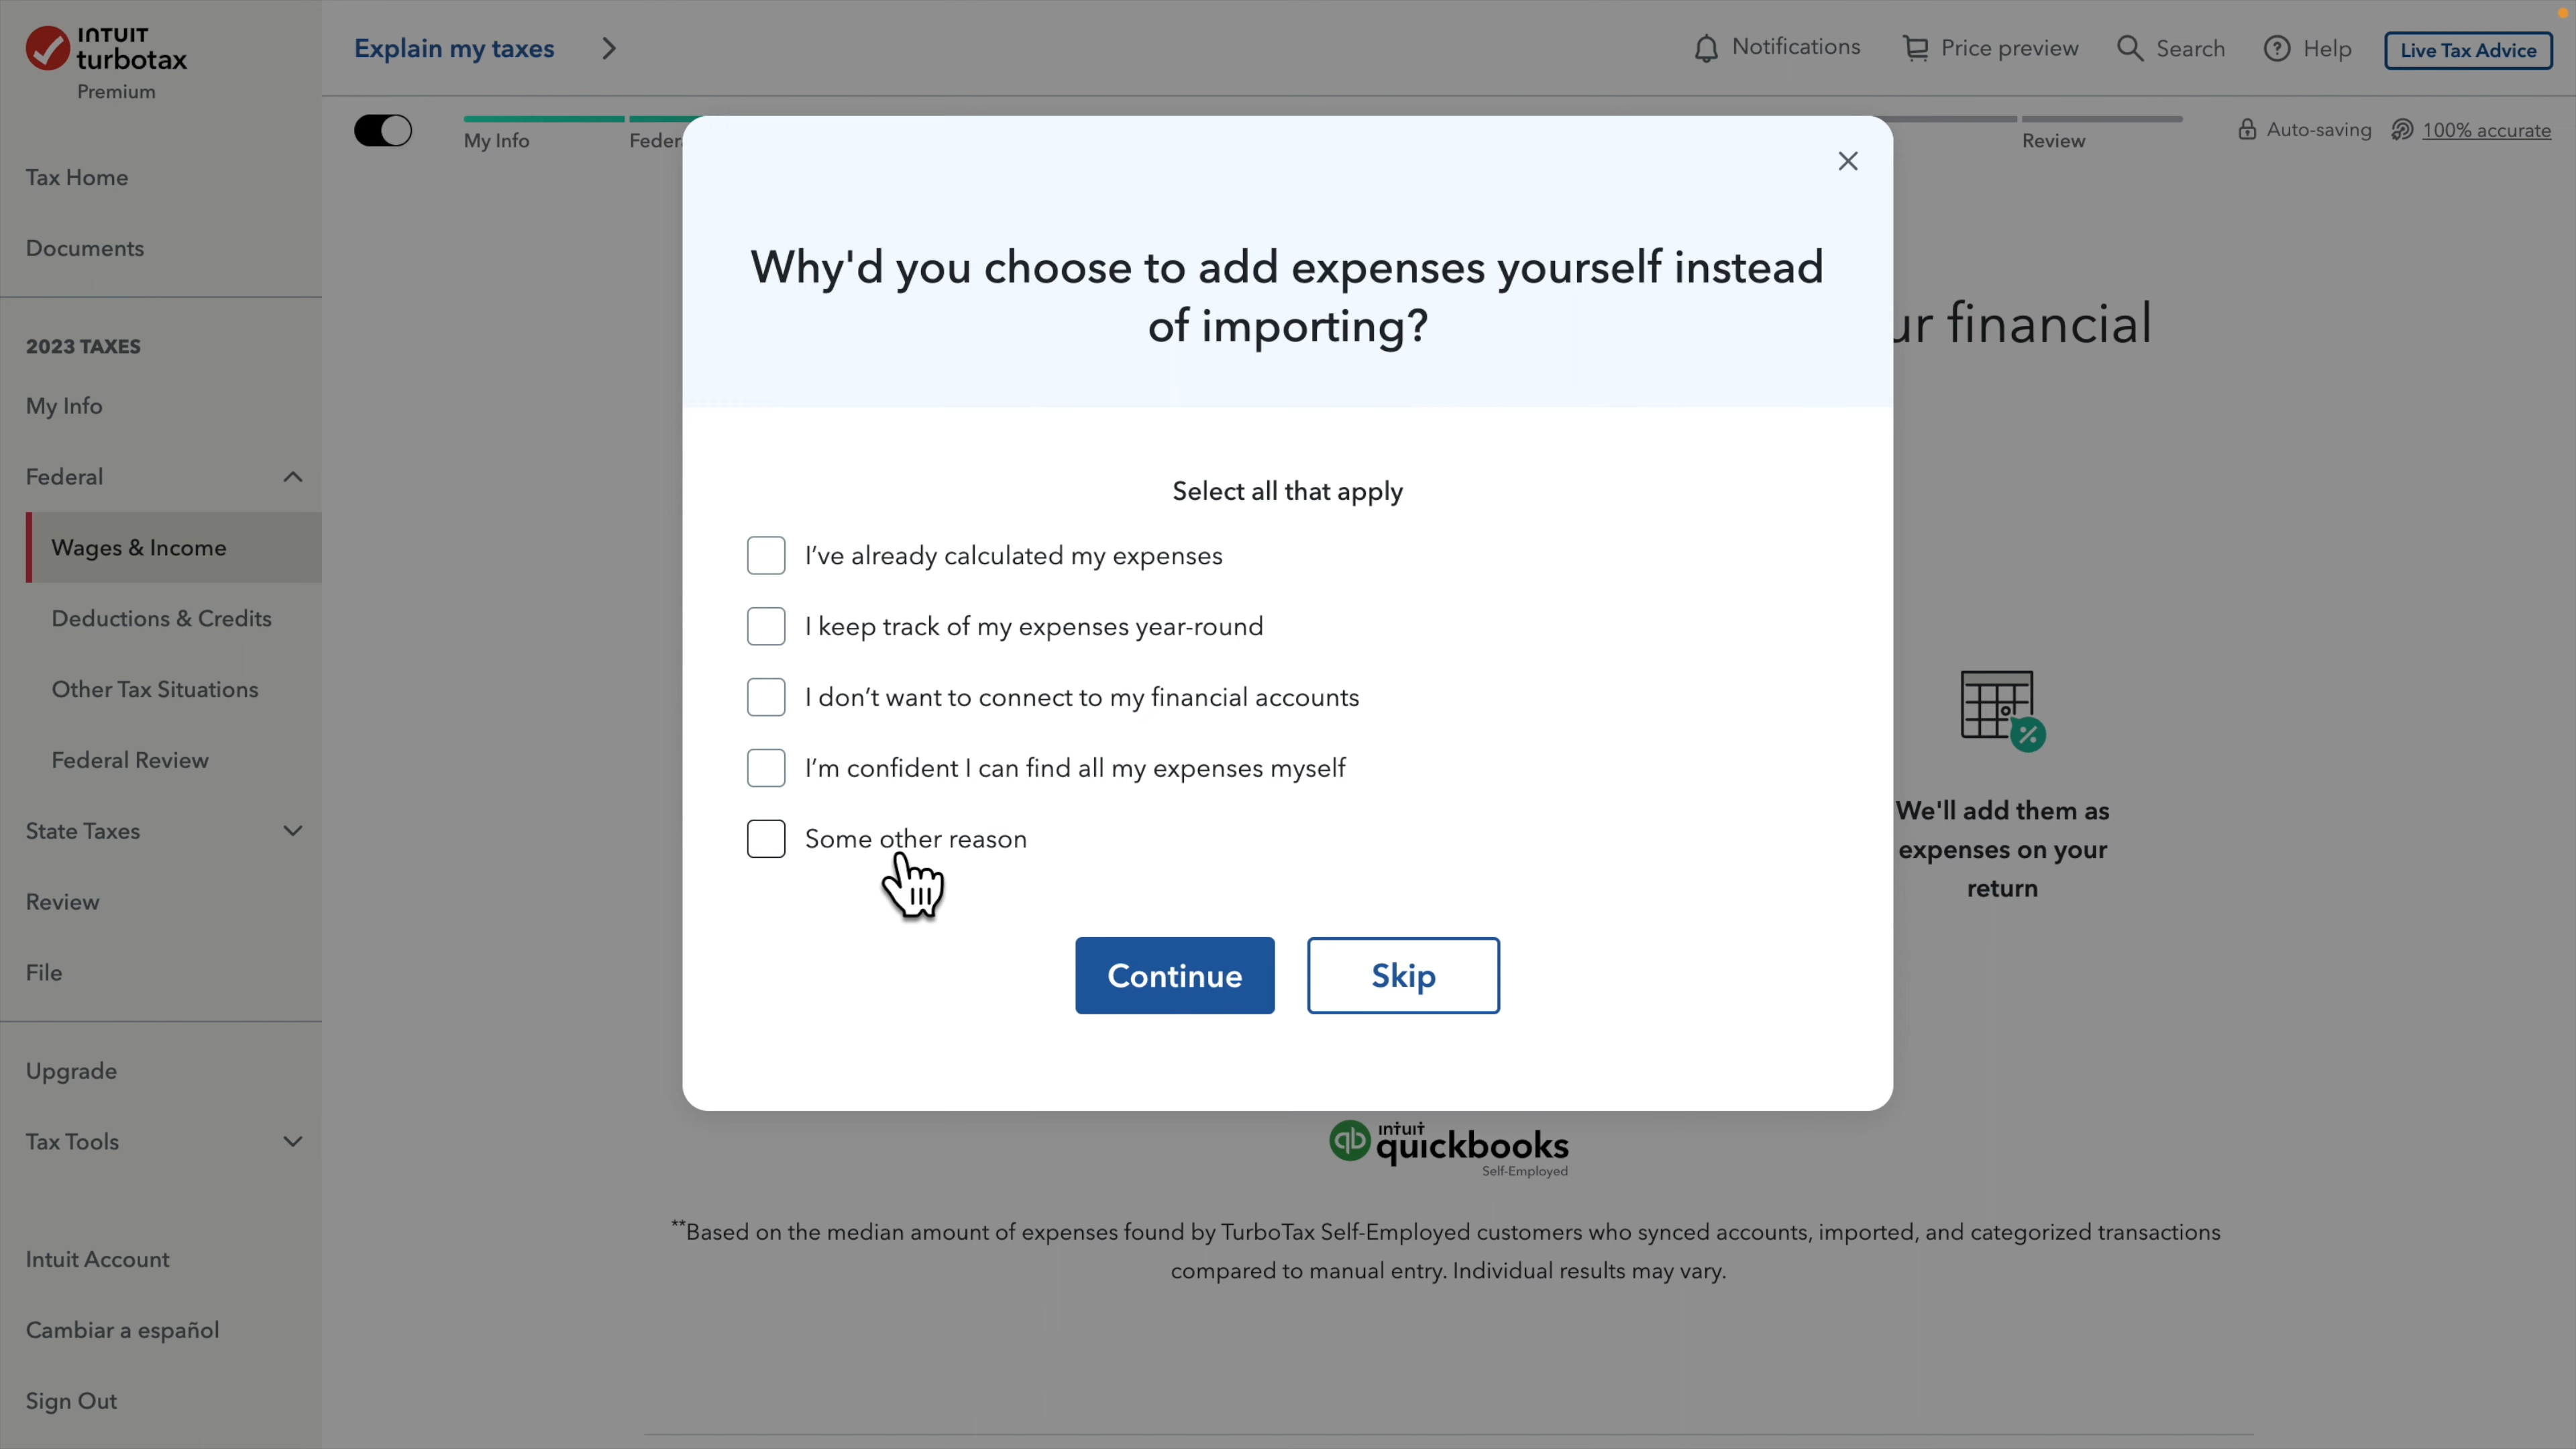 INTUIT
turbotax
Premium
Tax Home
Documents
2023 TAXES
My Info
Federal
Wages & Income
Deductions & Credits
Other Tax Situations
Federal Review
State Taxes
Review
File
Upgrade
Tax Tools
Intuit Account
Cambiar a español
Sign Out
Explain my taxes
Notifications
Price preview
Search
Help
Live Tax Advice
My Info
Review
Auto-saving
100% accurate
Why'd you choose to add expenses yourself instead
of importing?
Select all that apply
I've already calculated my expenses
I keep track of my expenses year-round
I don't want to connect to my financial accounts
I'm confident I can find all my expenses myself
Some other reason
Continue
Skip
financial
We'll add them as
expenses on your
return
qb
intuit
quickbooks
Self-Employed
**Based on the median amount of expenses found by TurboTax Self-Employed customers who synced accounts, imported, and categorized transactions
compared to manual entry. Individual results may vary.